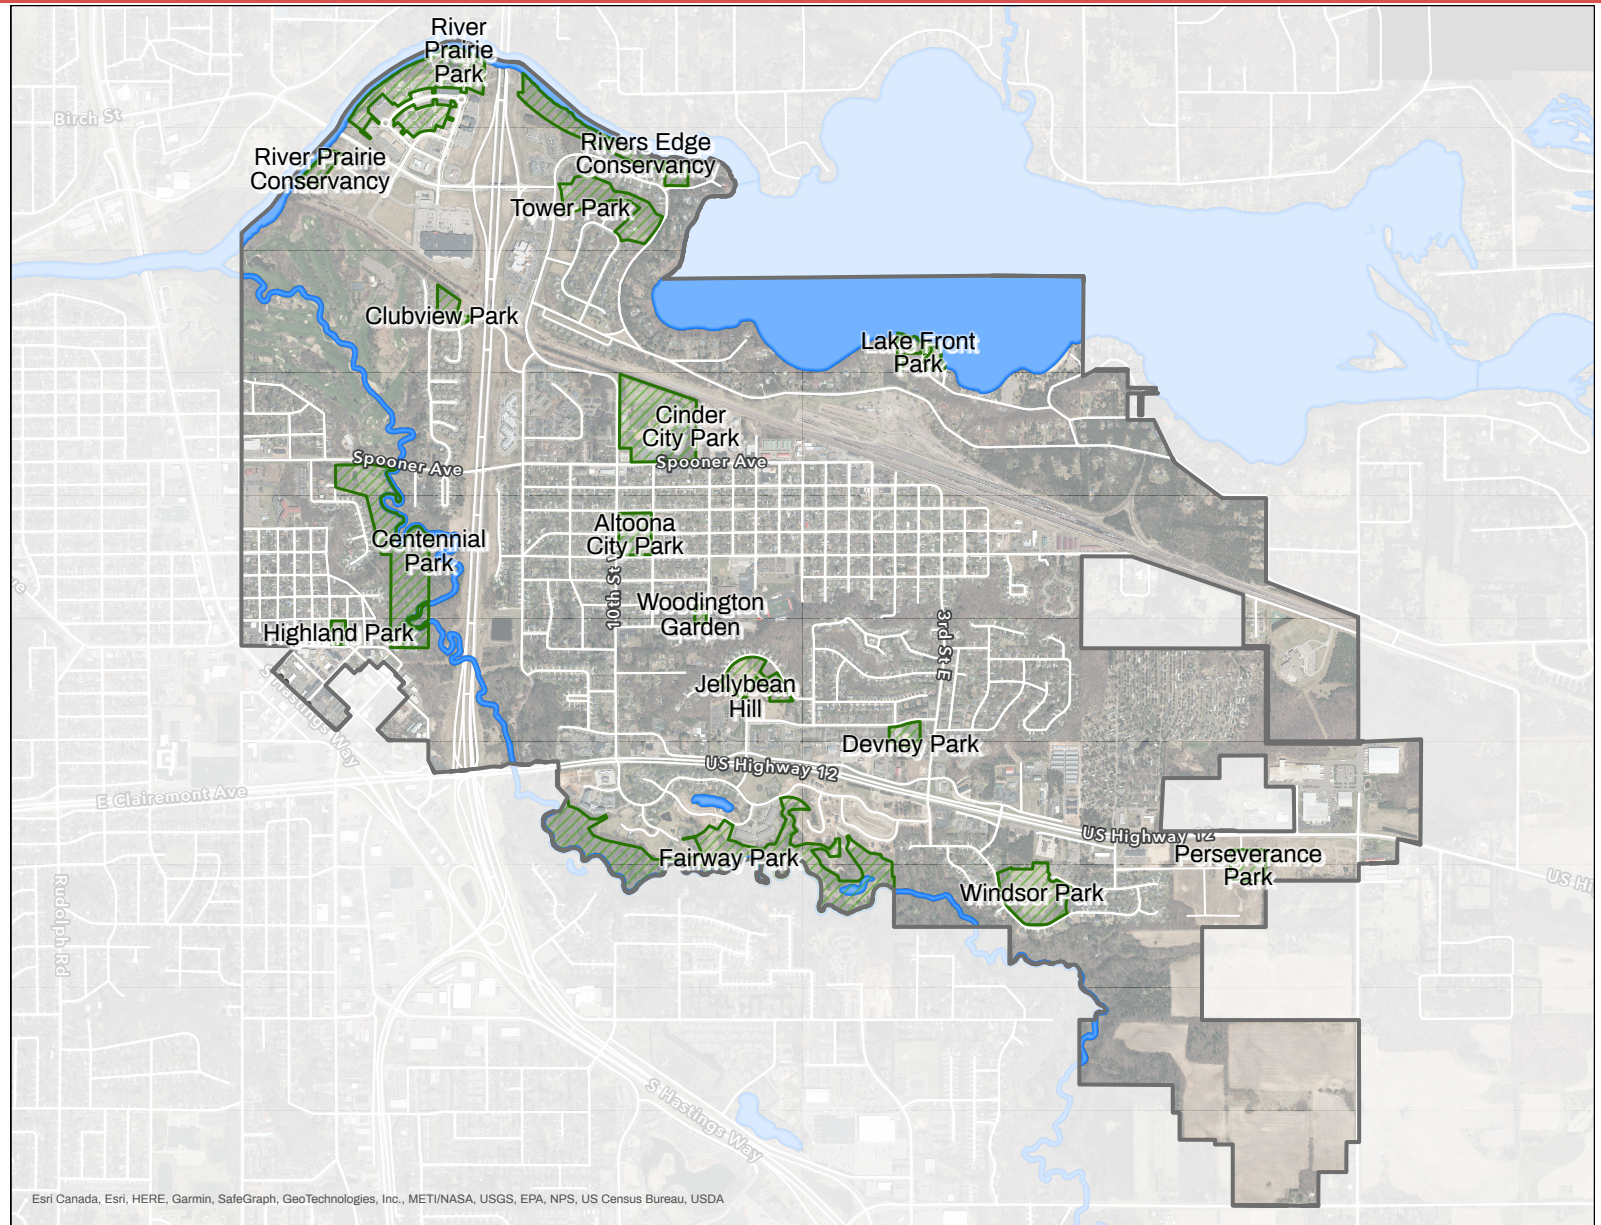 River
Prairie
Park
Birch St
Rivers Edge
Conservancy
River Prairie
Conservancy
Tower Park
Clubview Park
Lake Front
Park
Cinder
City Park
Spooner Ave
Spooner Ave
Altoona
City Park
Centennial
Park
10th St
Woodington
Garden
3rd St E
Highland Park
S Hastings Way
Jellybean
Hill
Devney Park
US Highway 12
E Clairemont Ave
US Highway 12
Fairway Park
Perseverance
Park
Windsor Park
US Hi
Rudolph Rd
S Hastings Way
Esri Canada, Esri, HERE, Garmin, SafeGraph, GeoTechnologies, Inc., METI/NASA, USGS, EPA, NPS, US Census Bureau, USDA